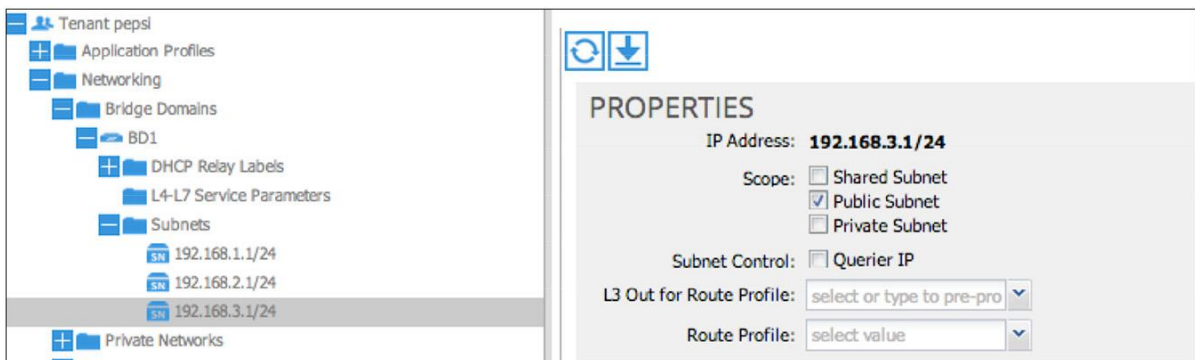 Tenant pepsi
Application Profiles
Networking
Bridge Domains
BD1
DHCP Relay Labels
L4-L7 Service Parameters
Subnets
SN 192.168.1.1/24
SN 192.168.2.1/24
SN 192.168.3.1/24
Private Networks
PROPERTIES
IP Address: 192.168.3.1/24
Scope: Shared Subnet
Public Subnet
Private Subnet
Subnet Control: Querier IP
L3 Out for Route Profile: select or type to pre-pro
Route Profile: select value